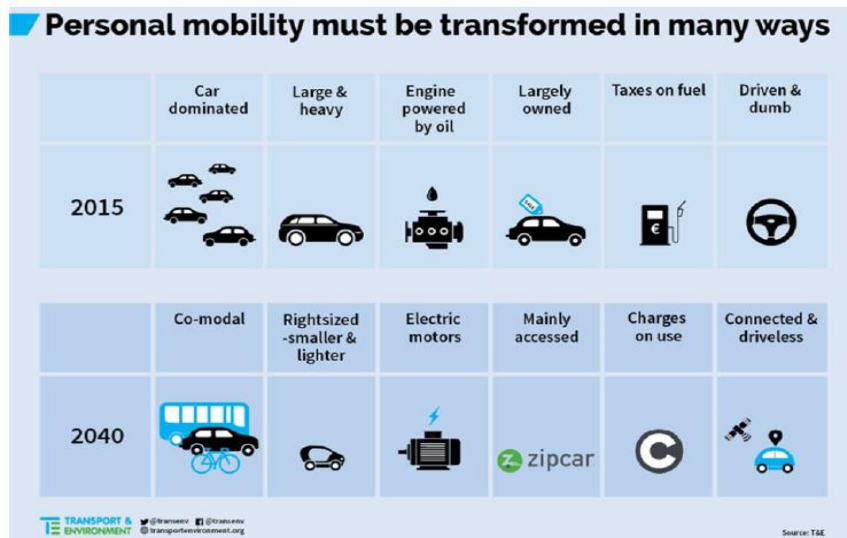 Personal mobility must be transformed in many ways
Car
dominated
Large &
heavy
Engine
powered
by oil
Largely
owned
Taxes on fuel
Driven &
dumb
2015
SALE
€
Co-modal
Rightsized
-smaller &
lighter
Electric
motors
Mainly
accessed
Charges
on use
Connected &
driveless
2040
zipcar
C
TE TRANSPORT &
ENVIRONMENT
@transenv @transenv
transportenvironment.org
Source: T&E